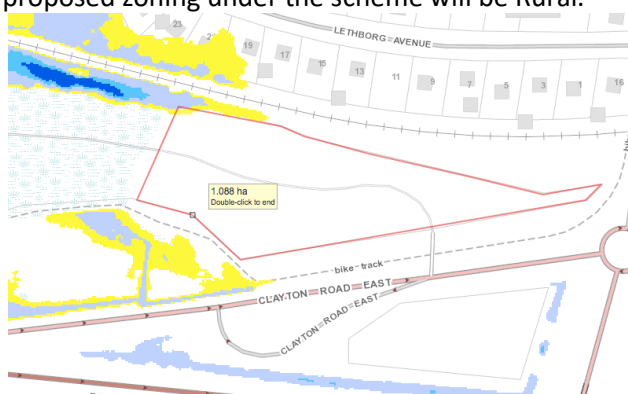 proposed zoning under the scheme will be Rural.
LETHBORG AVENUE
23
19
17
15
13
11
9
7
5
3
1
16
1.088 ha
Double-click to end
bike track
CLAYTON ROAD EAST
CLAYTON ROAD EAST